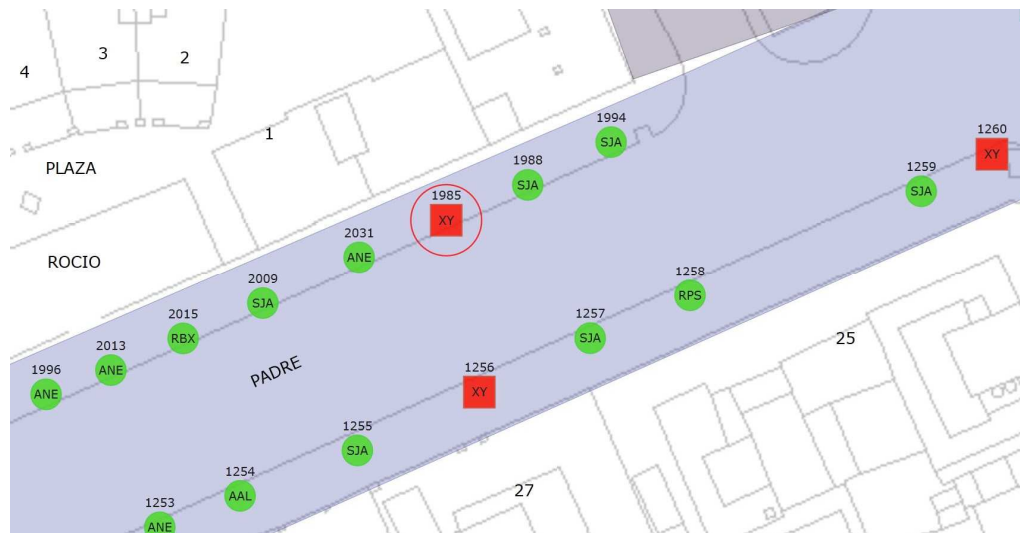 3
2
4
1
1994
SJA
1260
XY
1988
SJA
1259
SJA
PLAZA
1985
XY
2031
ANE
ROCIO
2009
SJA
1258
RPS
2015
RBX
1257
SJA
25
2013
ANE
1996
ANE
PADRE
1256
XY
1255
SJA
1254
AAL
27
1253
ANE